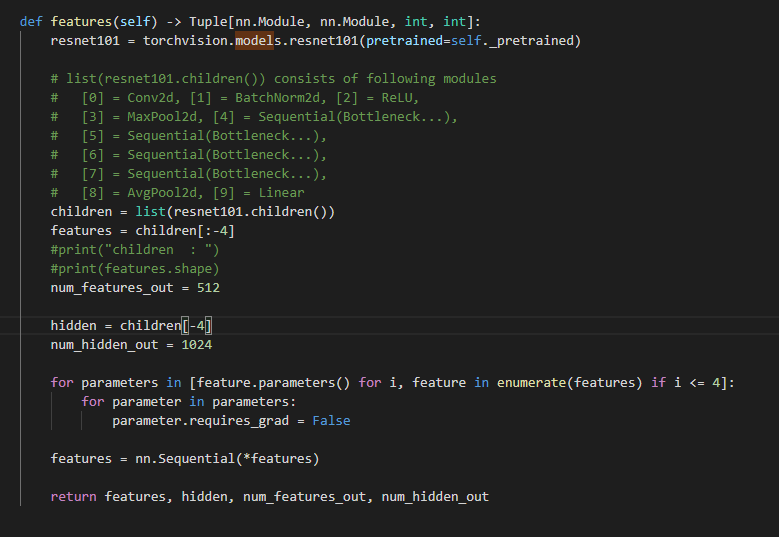 def features(self) -> Tuple[nn.Module, nn.Module, int, int]:
    resnet101 = torchvision.models.resnet101(pretrained=self._pretrained)

    # list(resnet101.children()) consists of following modules
    #   [0] = Conv2d, [1] = BatchNorm2d, [2] = ReLU,
    #   [3] = MaxPool2d, [4] = Sequential(Bottleneck...),
    #   [5] = Sequential(Bottleneck...),
    #   [6] = Sequential(Bottleneck...),
    #   [7] = Sequential(Bottleneck...),
    #   [8] = AvgPool2d, [9] = Linear
    children = list(resnet101.children())
    features = children[:-4]
    #print("children  : ")
    #print(features.shape)
    num_features_out = 512

    hidden = children[-4]
    num_hidden_out = 1024

    for parameters in [feature.parameters() for i, feature in enumerate(features) if i <= 4]:
        for parameter in parameters:
            parameter.requires_grad = False

    features = nn.Sequential(*features)

    return features, hidden, num_features_out, num_hidden_out